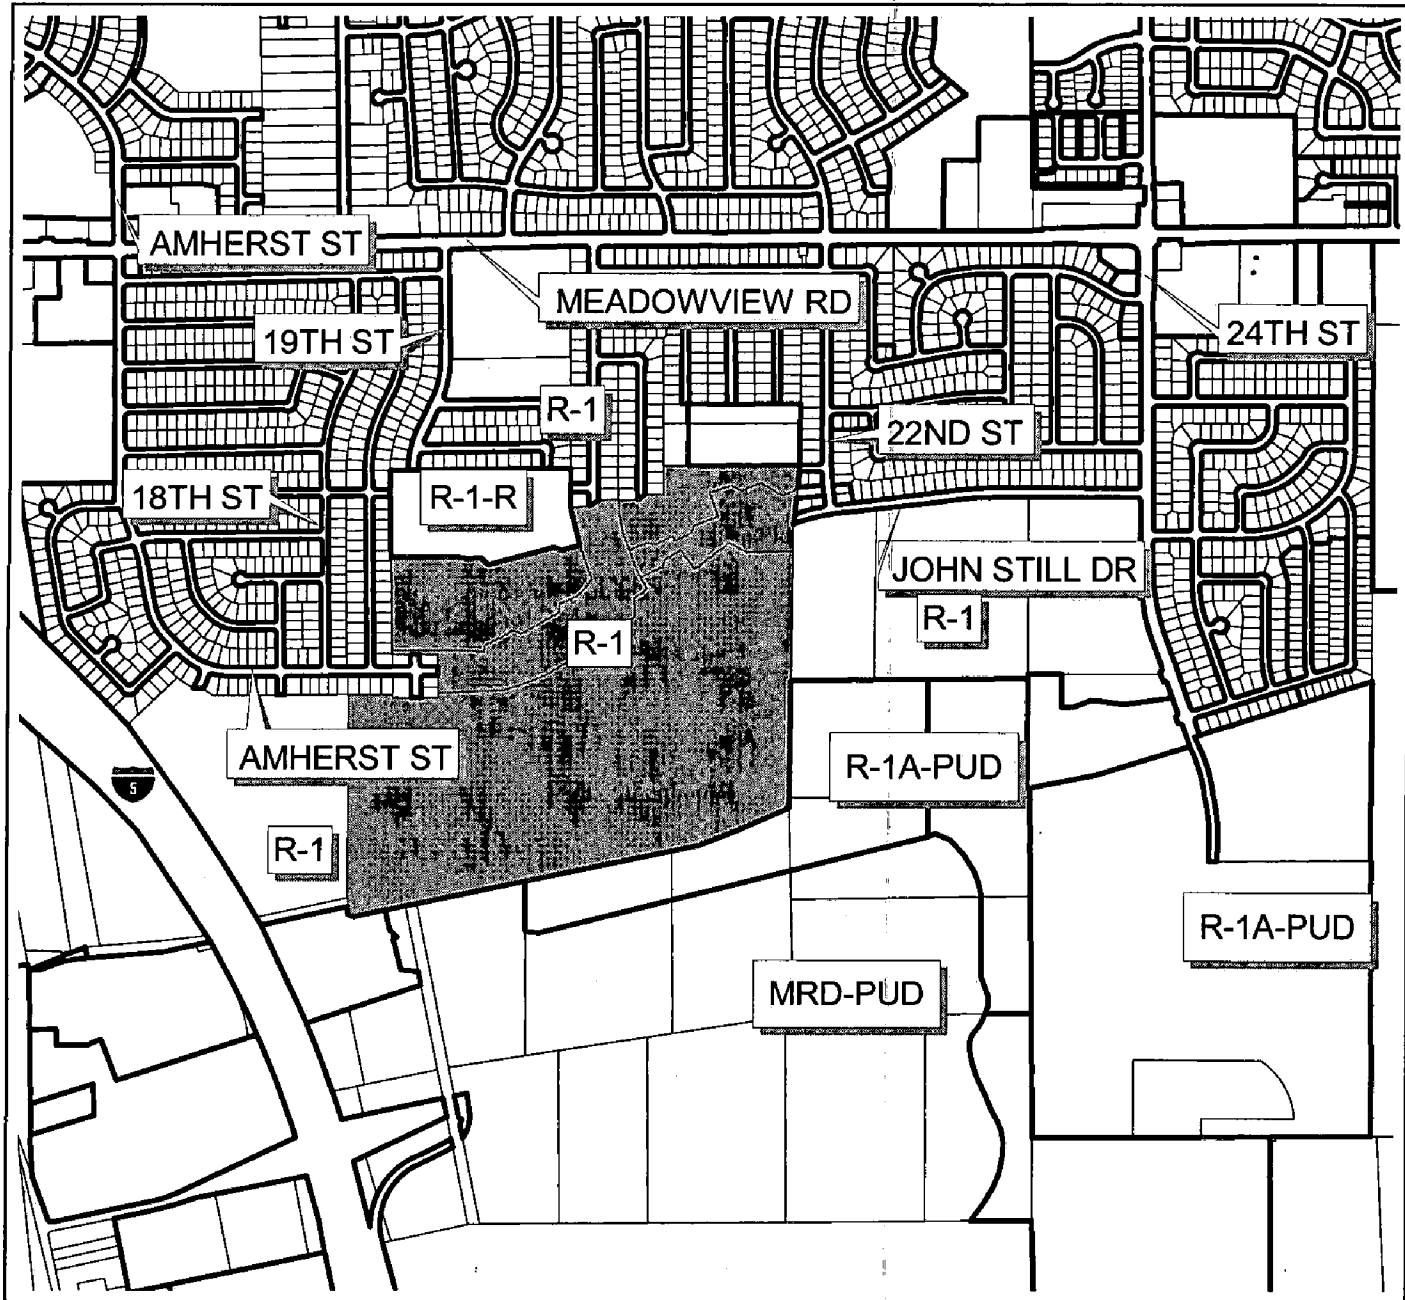 AMHERST ST
MEADOWVIEW RD
19TH ST
24TH ST
R-1
22ND ST
18TH ST
R-1-R
JOHN STILL DR
R-1
R-1
AMHERST ST
R-1A-PUD
5
R-1
R-1A-PUD
MRD-PUD